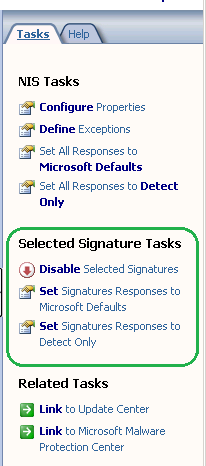 Tasks
Help
NIS Tasks
Configure Properties
Define Exceptions
Set All Responses to
Microsoft Defaults
Set All Responses to Detect
Only
Selected Signature Tasks
Disable Selected Signatures
Set Signatures Responses to
Microsoft Defaults
Set Signatures Responses to
Detect Only
Related Tasks
Link to Update Center
Link to Microsoft Malware
Protection Center